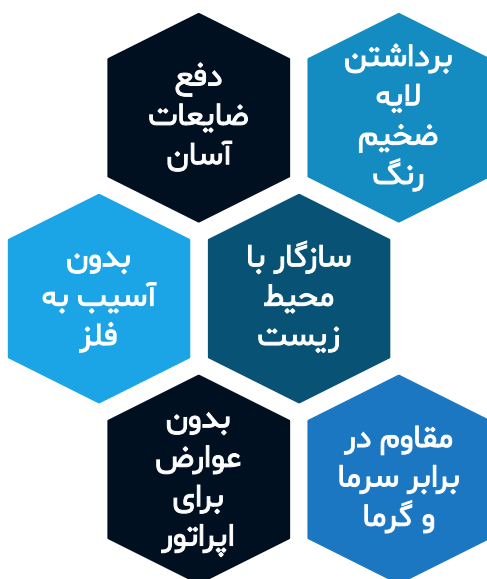 برداشتن
لایه
ضخیم
رنگ
دفع
ضایعات
آسان
سازگار با
محیط
زیست
بدون
آسیب به
فلز
مقاوم در
برابر سرما
و گرما
بدون
عوارض
برای
اپراتور